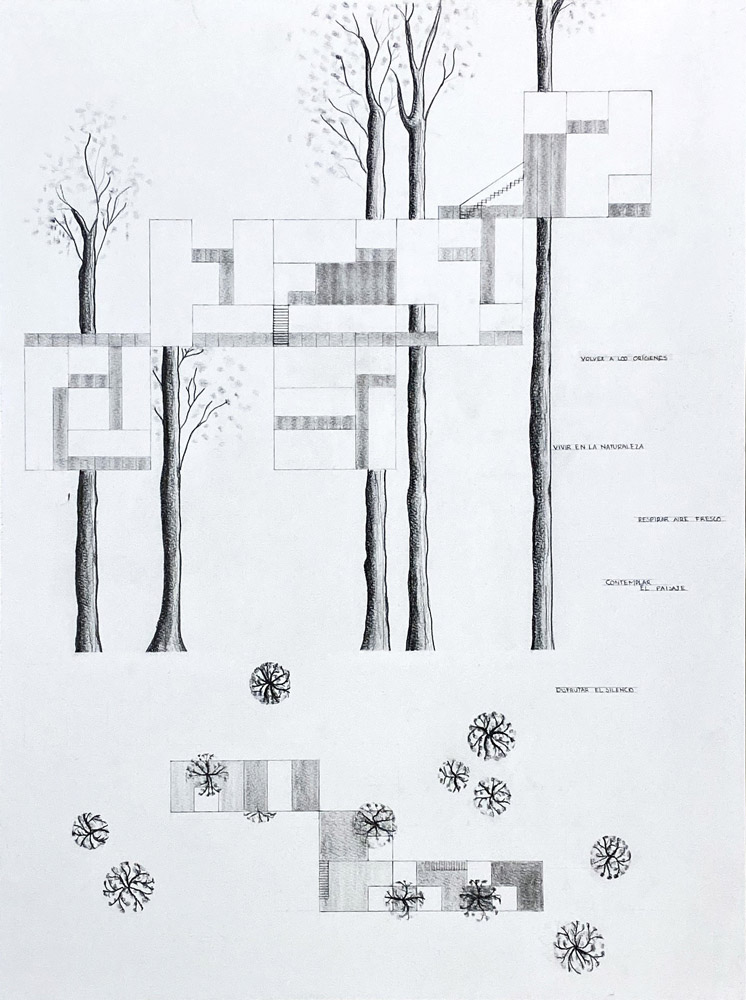 VOLVER A LOS ORÍGENES
VIVIR EN LA NATURALEZA
RESPIRAR AIRE FRESCO
CONTEMPLAR
EL PAISAJE
DISFRUTAR EL SILENCIO